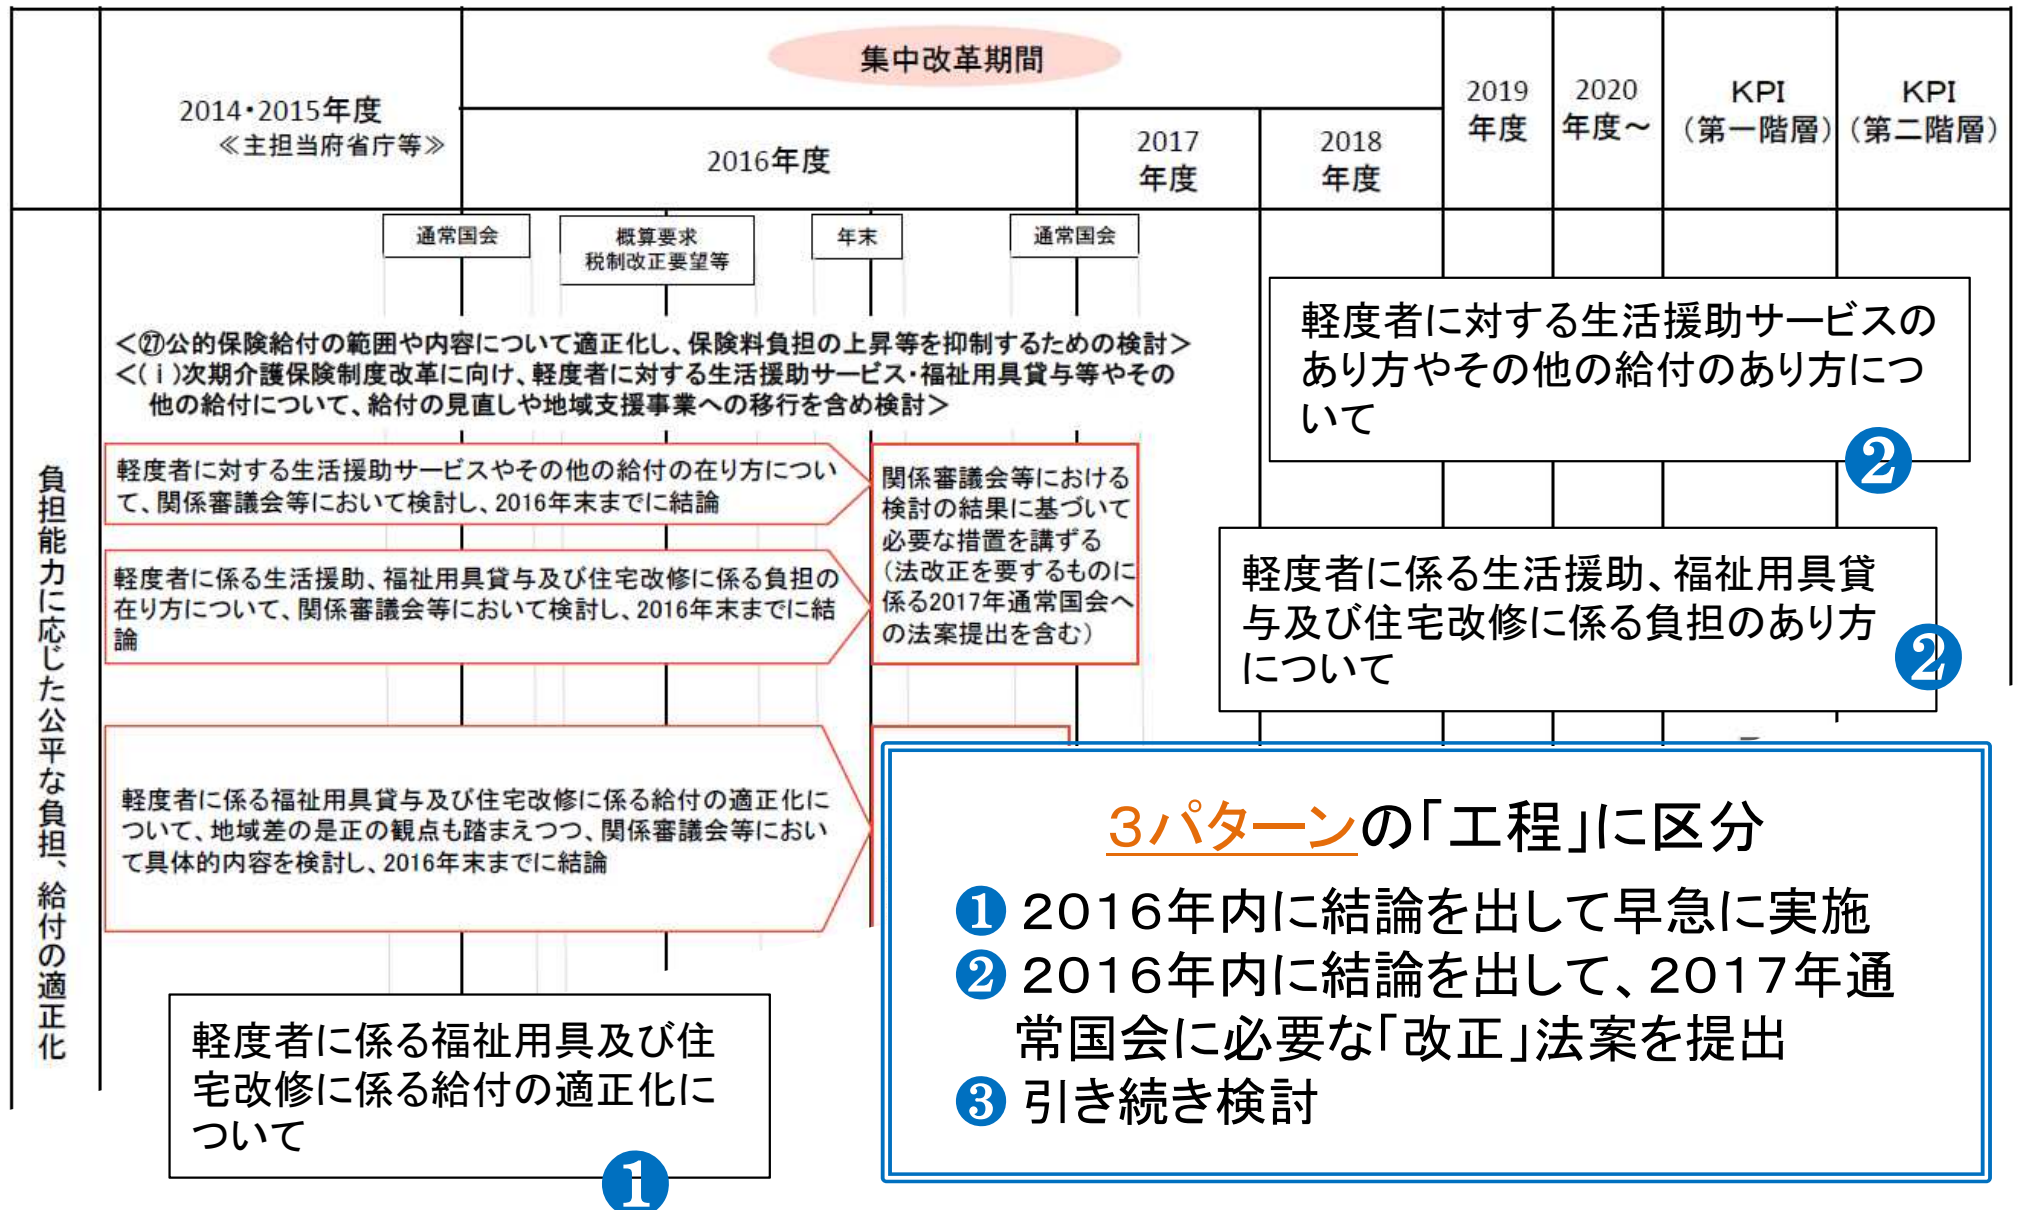 集中改革期間
2014・2015年度
≪主担当府省庁等≫
2016年度
2017
年度
2018
年度
2019
年度
2020
年度～
KPI
（第一階層）
KPI
（第二階層）
通常国会
概算要求
税制改正要望等
年末
通常国会
負担能力に応じた公平な負担、給付の適正化
＜㉗公的保険給付の範囲や内容について適正化し、保険料負担の上昇等を抑制するための検討＞
＜(ⅰ)次期介護保険制度改革に向け、軽度者に対する生活援助サービス・福祉用具貸与等やその
他の給付について、給付の見直しや地域支援事業への移行を含め検討＞
軽度者に対する生活援助サービスやその他の給付の在り方につい
て、関係審議会等において検討し、2016年末までに結論
軽度者に係る生活援助、福祉用具貸与及び住宅改修に係る負担の
在り方について、関係審議会等において検討し、2016年末までに結
論
関係審議会等における
検討の結果に基づいて
必要な措置を講ずる
（法改正を要するものに
係る2017年通常国会へ
の法案提出を含む）
軽度者に係る福祉用具貸与及び住宅改修に係る給付の適正化に
ついて、地域差の是正の観点も踏まえつつ、関係審議会等におい
て具体的内容を検討し、2016年末までに結論
軽度者に対する生活援助サービスの
あり方やその他の給付のあり方につ
いて
❷
軽度者に係る生活援助、福祉用具貸
与及び住宅改修に係る負担のあり方
について
❷
軽度者に係る福祉用具及び住
宅改修に係る給付の適正化に
ついて
❶
３パターンの「工程」に区分
❶ ２０１６年内に結論を出して早急に実施
❷ ２０１６年内に結論を出して、２０１７年通
常国会に必要な「改正」法案を提出
❸ 引き続き検討